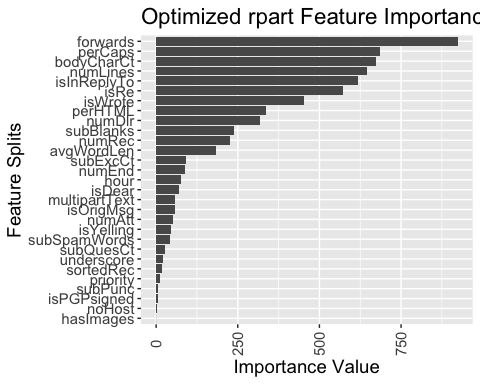 Optimized rpart Feature Importanc
Feature Splits
forwards
perCaps
bodyCharCt
numLines
isInReplyTo
isRe
isWrote
perHTML
numDlr
subBlanks
numRec
avgWordLen
subExcCt
numEnd
hour
isDear
multipartText
isOrigMsg
numAtt
isYelling
subSpamWords
subQuesCt
underscore
sortedRec
priority
subPunc
isPGPsigned
noHost
hasImages
0
250
500
750
Importance Value